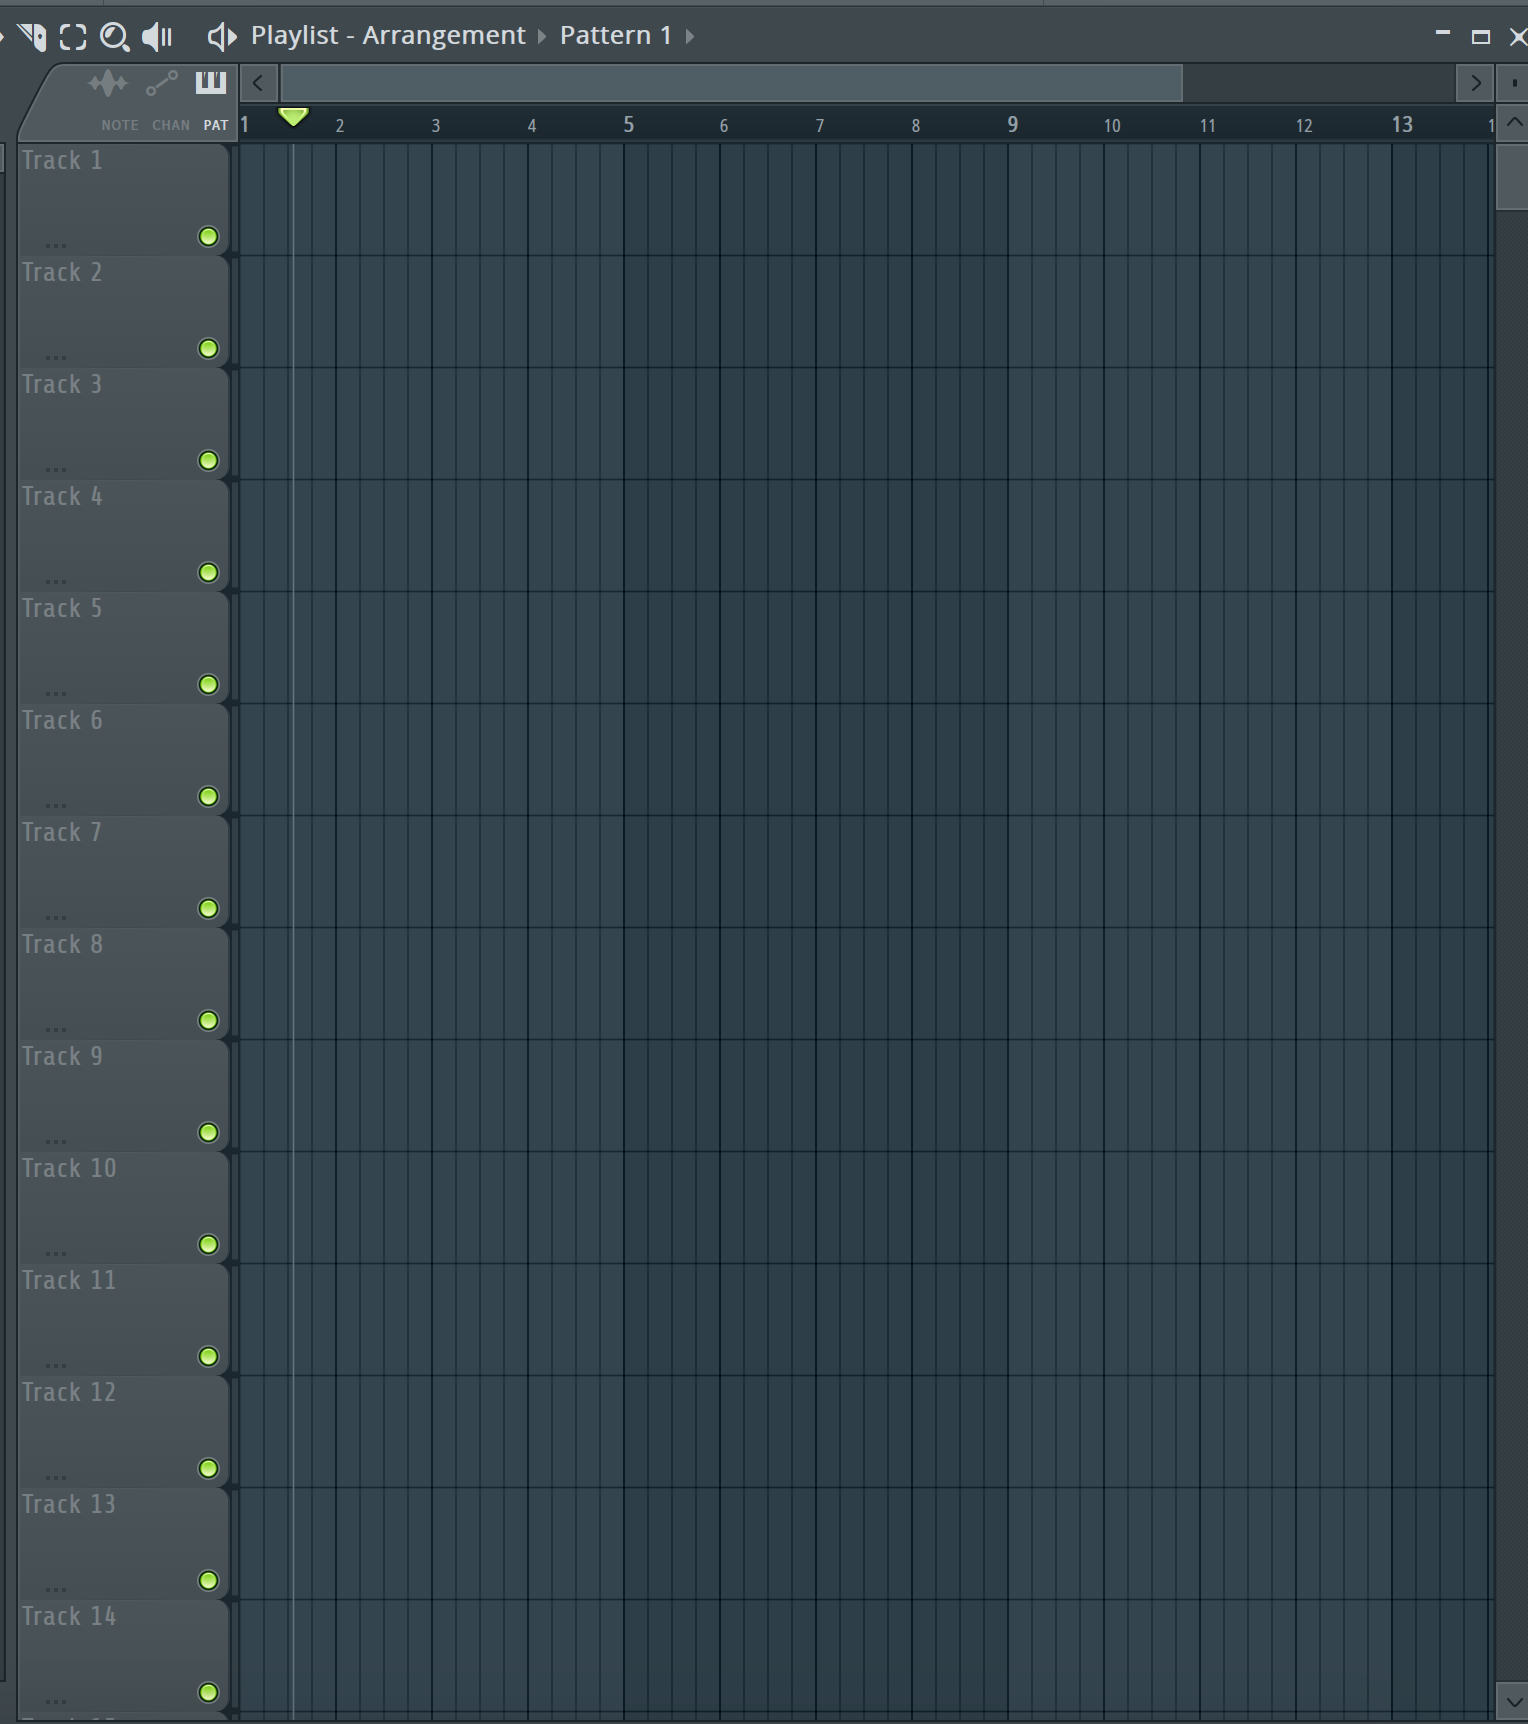 Playlist - Arrangement Pattern 1
NOTE CHAN PAT
1 2 3 4 5 6 7 8 9 10 11 12 13
Track 1
...
Track 2
...
Track 3
...
Track 4
...
Track 5
...
Track 6
...
Track 7
...
Track 8
...
Track 9
...
Track 10
...
Track 11
...
Track 12
...
Track 13
...
Track 14
...